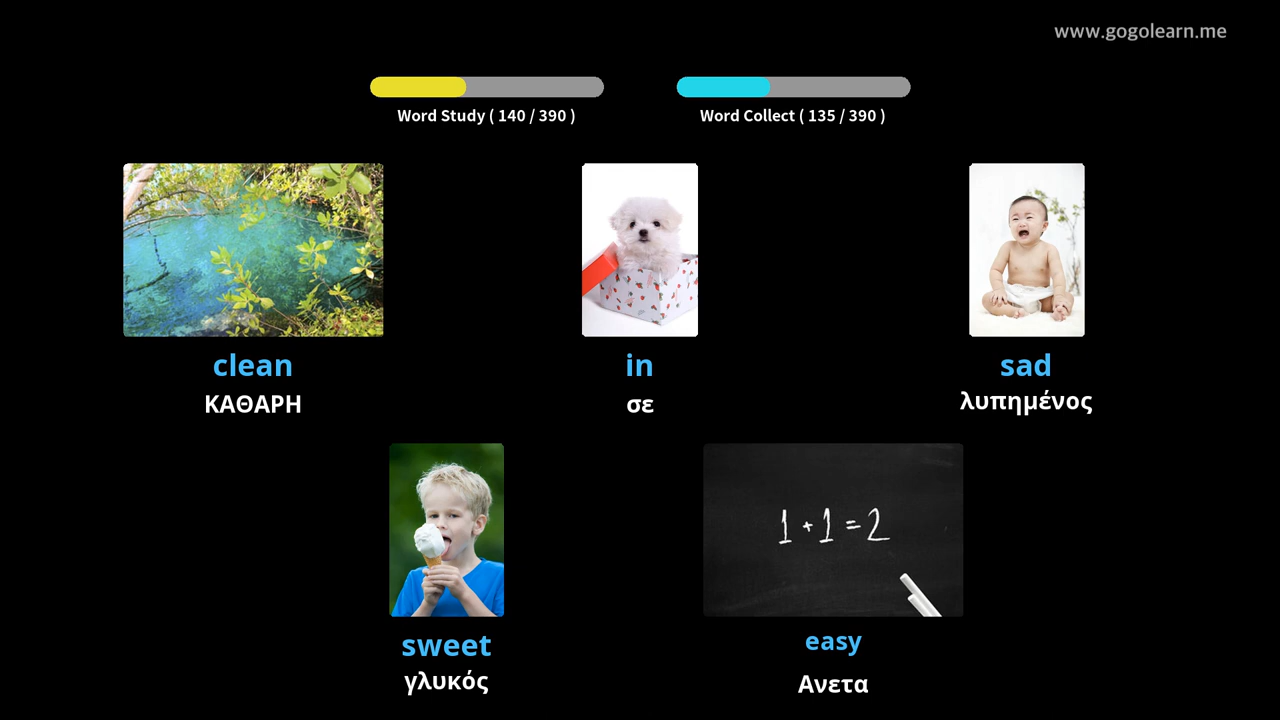 www.gogolearn.me
Word Study ( 140 / 390 )
Word Collect ( 135 / 390 )
clean
ΚΑΘΑΡΗ
in
σε
sad
λυπημένος
1 + 1 = 2
sweet
γλυκός
easy
Ανετα